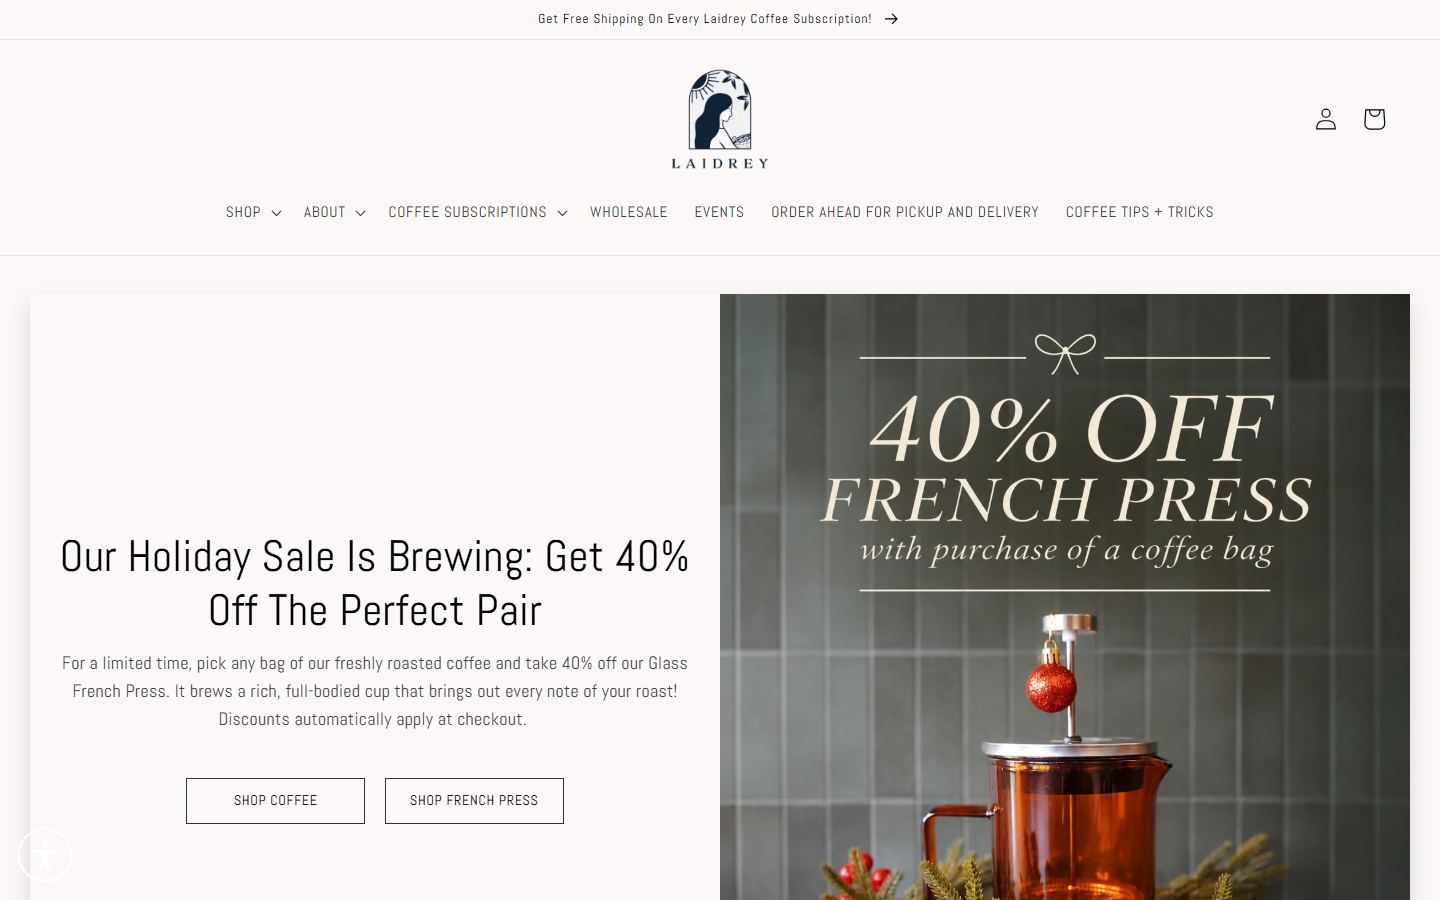 Get Free Shipping On Every Laidrey Coffee Subscription!
LAIDREY
SHOP
ABOUT
COFFEE SUBSCRIPTIONS
WHOLESALE
EVENTS
ORDER AHEAD FOR PICKUP AND DELIVERY
COFFEE TIPS + TRICKS
Our Holiday Sale Is Brewing: Get 40%
Off The Perfect Pair
For a limited time, pick any bag of our freshly roasted coffee and take 40% off our Glass
French Press. It brews a rich, full-bodied cup that brings out every note of your roast!
Discounts automatically apply at checkout.
SHOP COFFEE
SHOP FRENCH PRESS
40% OFF
FRENCH PRESS
with purchase of a coffee bag